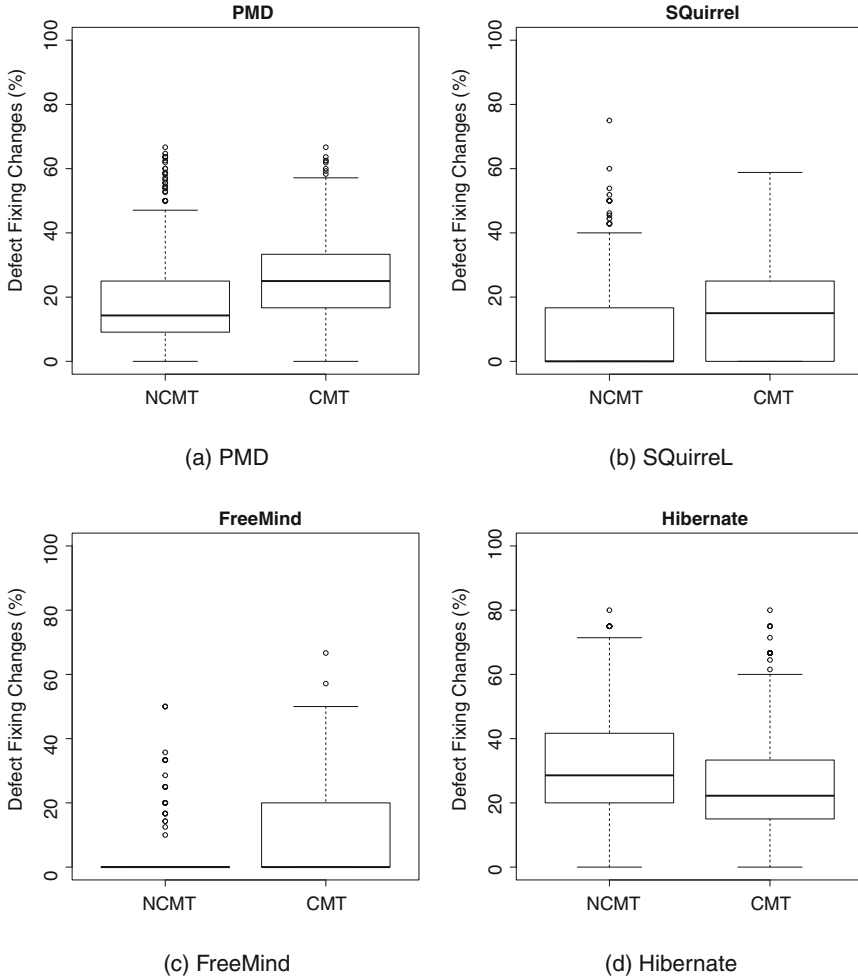 PMD
Defect Fixing Changes (%)
0
20
40
60
80
100
NCMT
CMT
(a) PMD
SQuirrel
Defect Fixing Changes (%)
0
20
40
60
80
100
NCMT
CMT
(b) SQuirreL
FreeMind
Defect Fixing Changes (%)
0
20
40
60
80
100
NCMT
CMT
(c) FreeMind
Hibernate
Defect Fixing Changes (%)
0
20
40
60
80
100
NCMT
CMT
(d) Hibernate